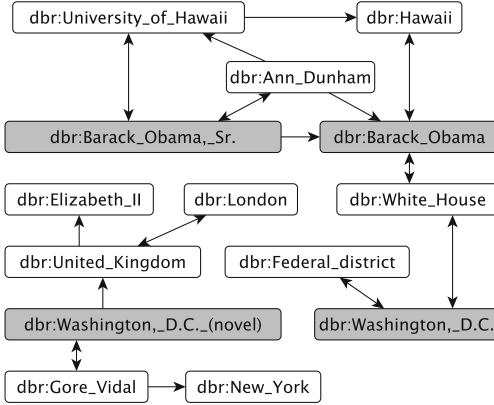 dbr:University_of_Hawaii
dbr:Hawaii
dbr:Ann_Dunham
dbr:Barack_Obama,_Sr.
dbr:Barack_Obama
dbr:Elizabeth_II
dbr:London
dbr:White_House
dbr:United_Kingdom
dbr:Federal_district
dbr:Washington,_D.C._(novel)
dbr:Washington,_D.C.
dbr:Gore_Vidal
dbr:New_York